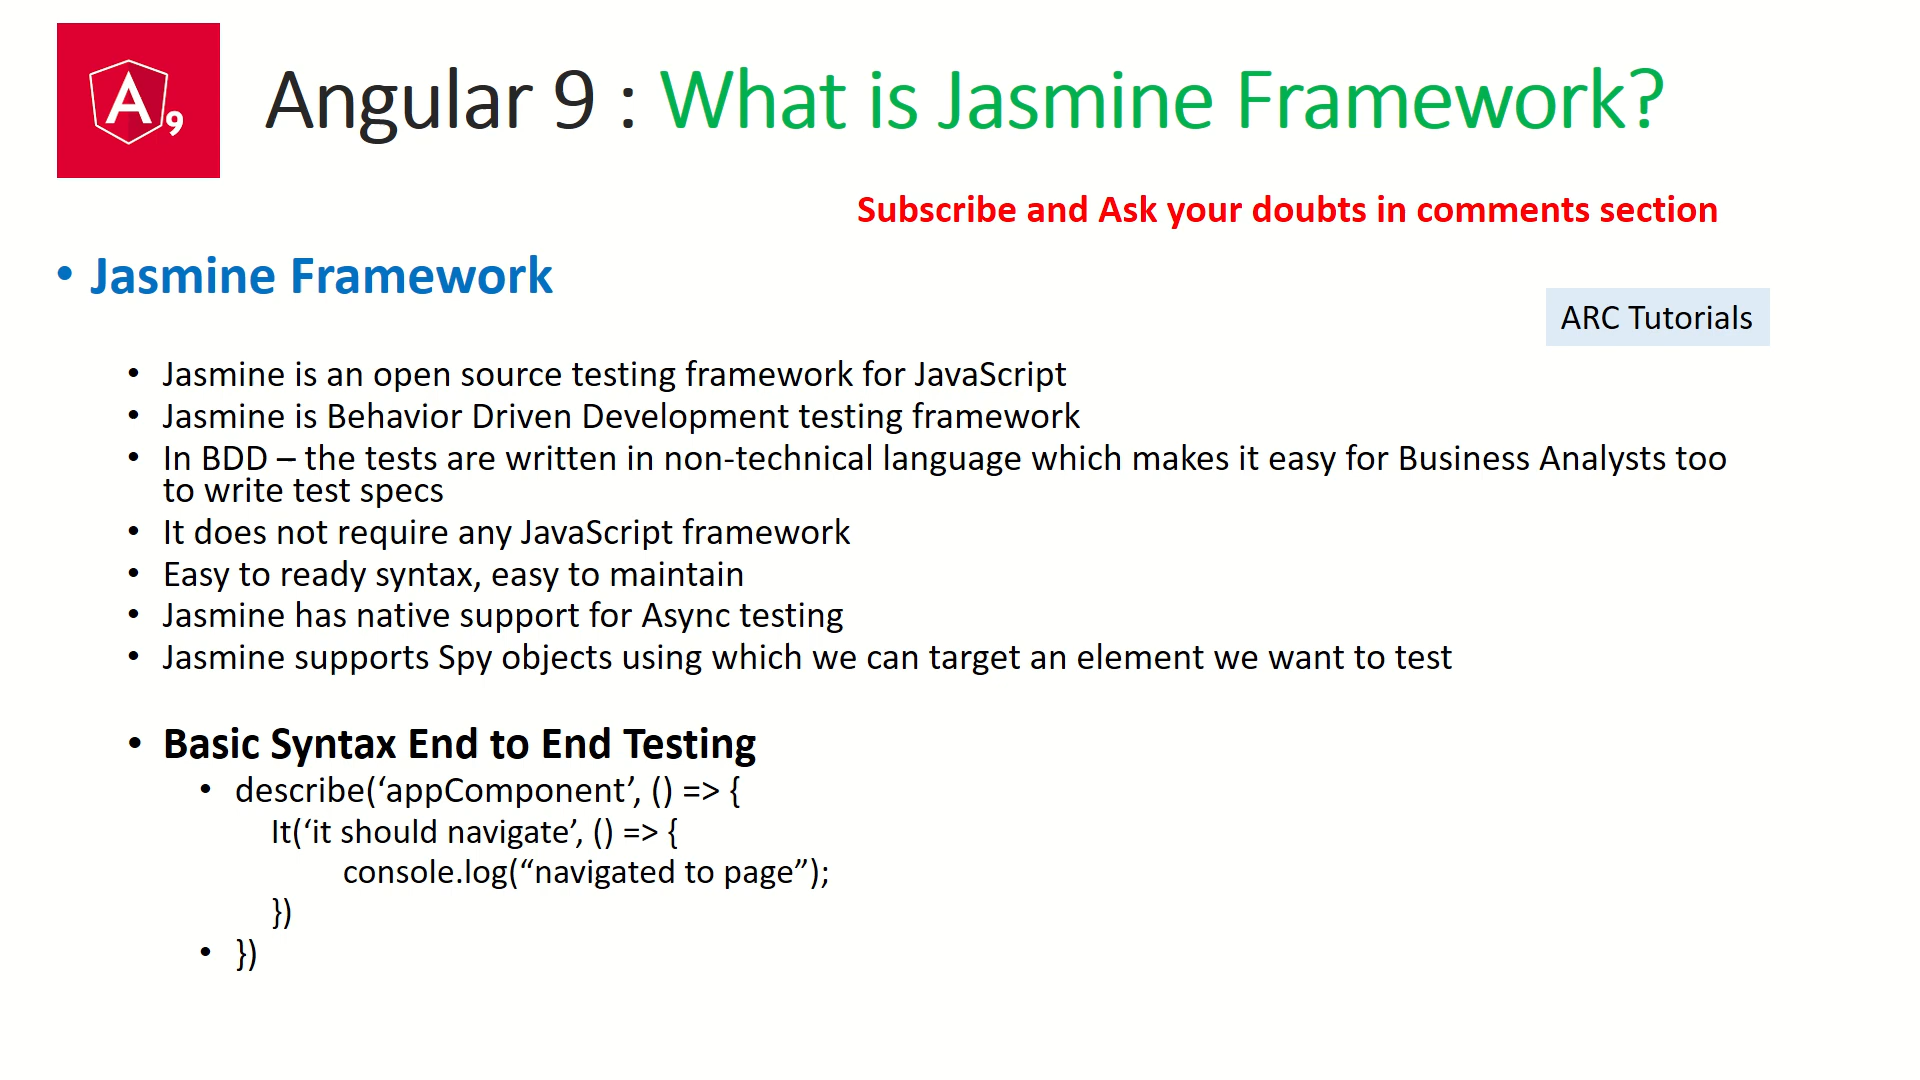 A9
Angular 9 : What is Jasmine Framework?
Subscribe and Ask your doubts in comments section
• Jasmine Framework
ARC Tutorials
• Jasmine is an open source testing framework for JavaScript
• Jasmine is Behavior Driven Development testing framework
• In BDD – the tests are written in non-technical language which makes it easy for Business Analysts too
to write test specs
• It does not require any JavaScript framework
• Easy to ready syntax, easy to maintain
• Jasmine has native support for Async testing
• Jasmine supports Spy objects using which we can target an element we want to test
• Basic Syntax End to End Testing
• describe(‘appComponent’, () => {
It(‘it should navigate’, () => {
console.log(“navigated to page”);
})
• })